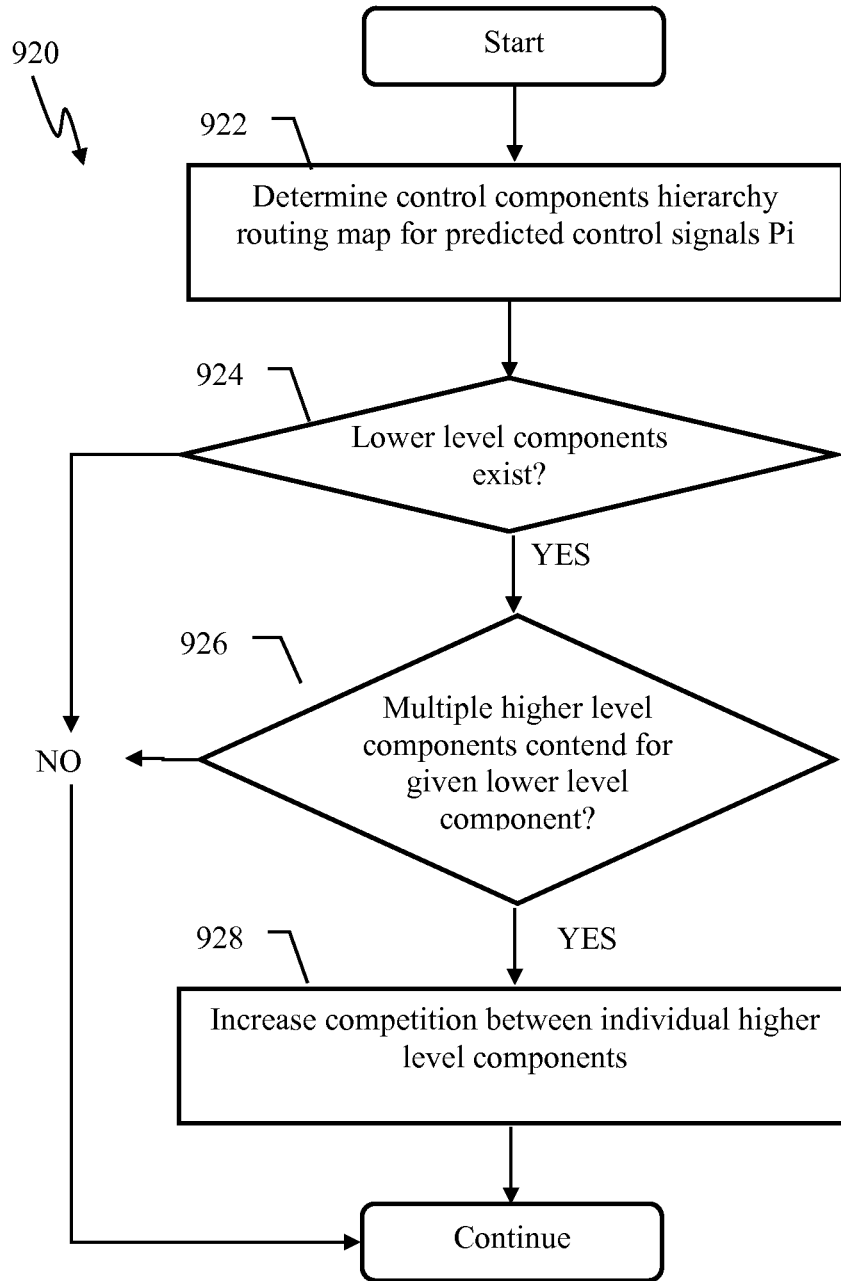 Start
920
922
Determine control components hierarchy
routing map for predicted control signals Pi
924
Lower level components
exist?
YES
926
Multiple higher level
components contend for
given lower level
component?
NO
YES
928
Increase competition between individual higher
level components
Continue